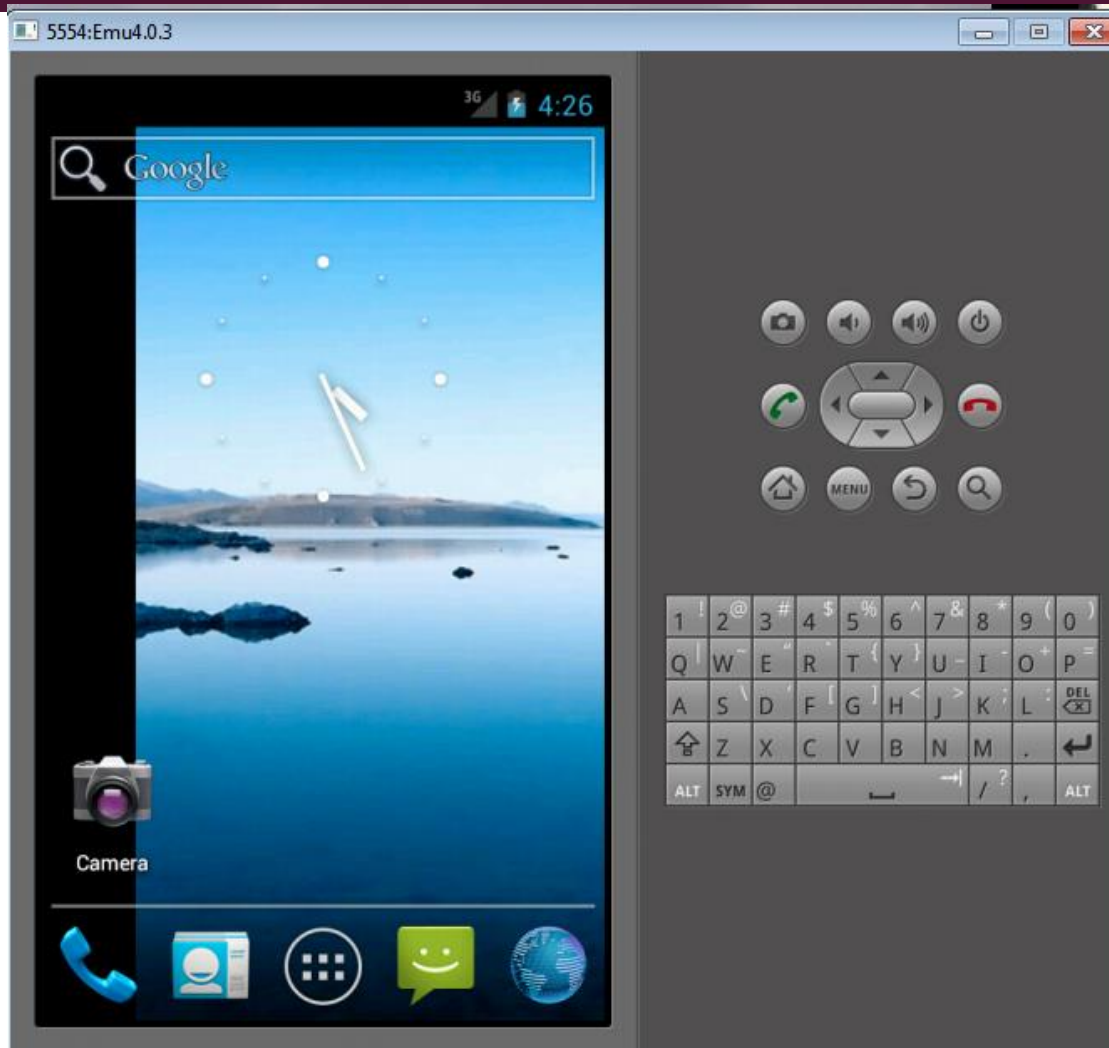 5554:Emu4.0.3
3G 4:26
Google
Camera
MENU
1 ! 2 @ 3 # 4 $ 5 % 6 ^ 7 & 8 * 9 ( 0 )
Q | W ~ E " R ` T { Y } U _ I - O + P =
A S \ D ' F [ G ] H < J > K ; L : DEL
Z X C V B N M .
ALT SYM @ / ? , ALT